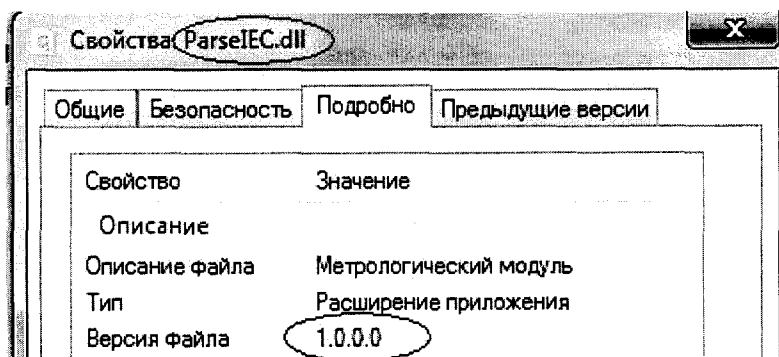 Свойства ParseIEC.dll
Общие Безопасность Подробно Предыдущие версии
Свойство Значение
Описание
Описание файла Метрологический модуль
Тип Расширение приложения
Версия файла 1.0.0.0